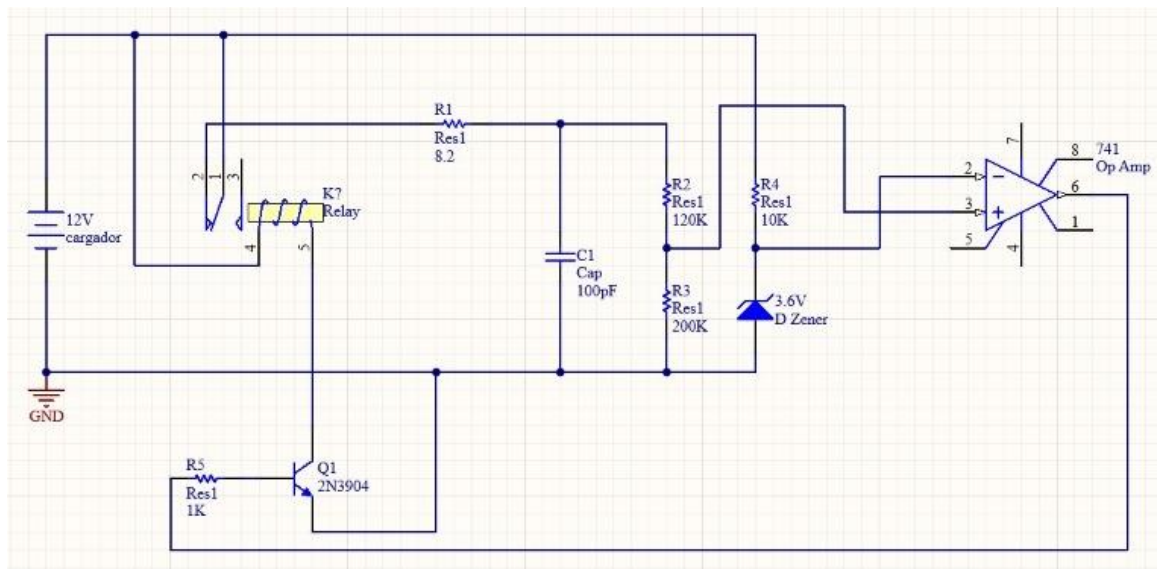 R1
Res1
8.2
7
8
741
Op Amp
2
1
3
2
6
K?
Relay
R2
Res1
120K
R4
Res1
10K
3
12V
cargador
4
5
5
4
1
C1
Cap
100pF
R3
Res1
200K
3.6V
D Zener
GND
R5
Res1
1K
Q1
2N3904